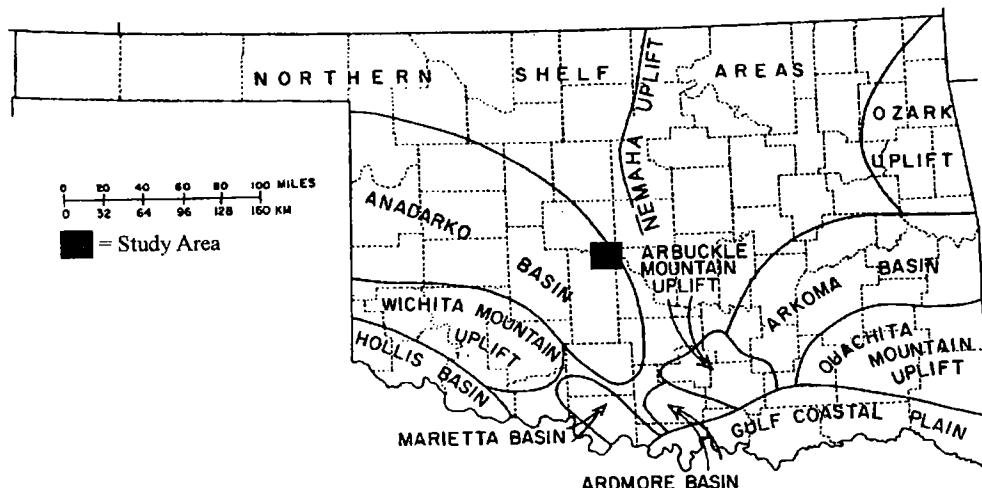 NORTHERN SHELF AREAS
NEMAHA UPLIFT
OZARK
UPLIFT
0 20 40 60 80 100 MILES
0 32 64 96 128 160 KM
= Study Area
ANADARKO
BASIN
ARBUCKLE
MOUNTAIN
UPLIFT
ARKOMA
BASIN
WICHITA MOUNTAIN
UPLIFT
HOLLIS BASIN
OUACHITA
MOUNTAIN
UPLIFT
MARIETTA BASIN
GULF COASTAL PLAIN
ARDMORE BASIN